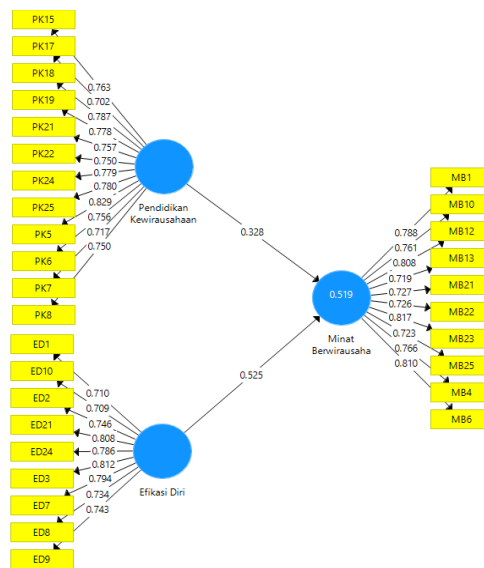 PK15
PK17
PK18
PK19
PK21
PK22
PK24
PK25
PK5
PK6
PK7
PK8
0.763
0.702
0.787
0.778
0.757
0.750
0.779
0.780
0.829
0.756
0.717
0.750
Pendidikan
Kewirausahaan
0.328
ED1
ED10
ED2
ED21
ED24
ED3
ED7
ED8
ED9
0.710
0.709
0.746
0.808
0.786
0.812
0.794
0.734
0.743
Efikasi Diri
0.525
0.519
Minat
Berwirausaha
0.788
0.761
0.808
0.719
0.727
0.726
0.817
0.723
0.766
0.810
MB1
MB10
MB12
MB13
MB21
MB22
MB23
MB25
MB4
MB6